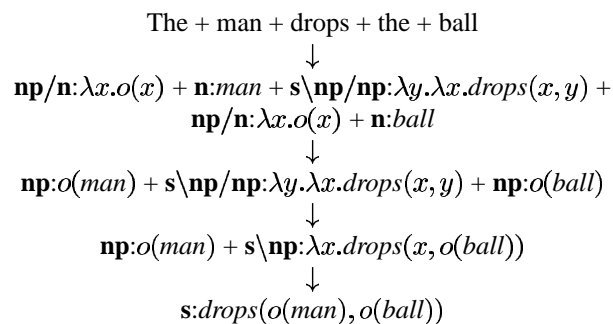 The + man + drops + the + ball
↓
np/n:λx.o(x) + n:man + s\np/np:λy.λx.drops(x, y) +
np/n:λx.o(x) + n:ball
↓
np:o(man) + s\np/np:λy.λx.drops(x, y) + np:o(ball)
↓
np:o(man) + s\np:λx.drops(x, o(ball))
↓
s:drops(o(man), o(ball))